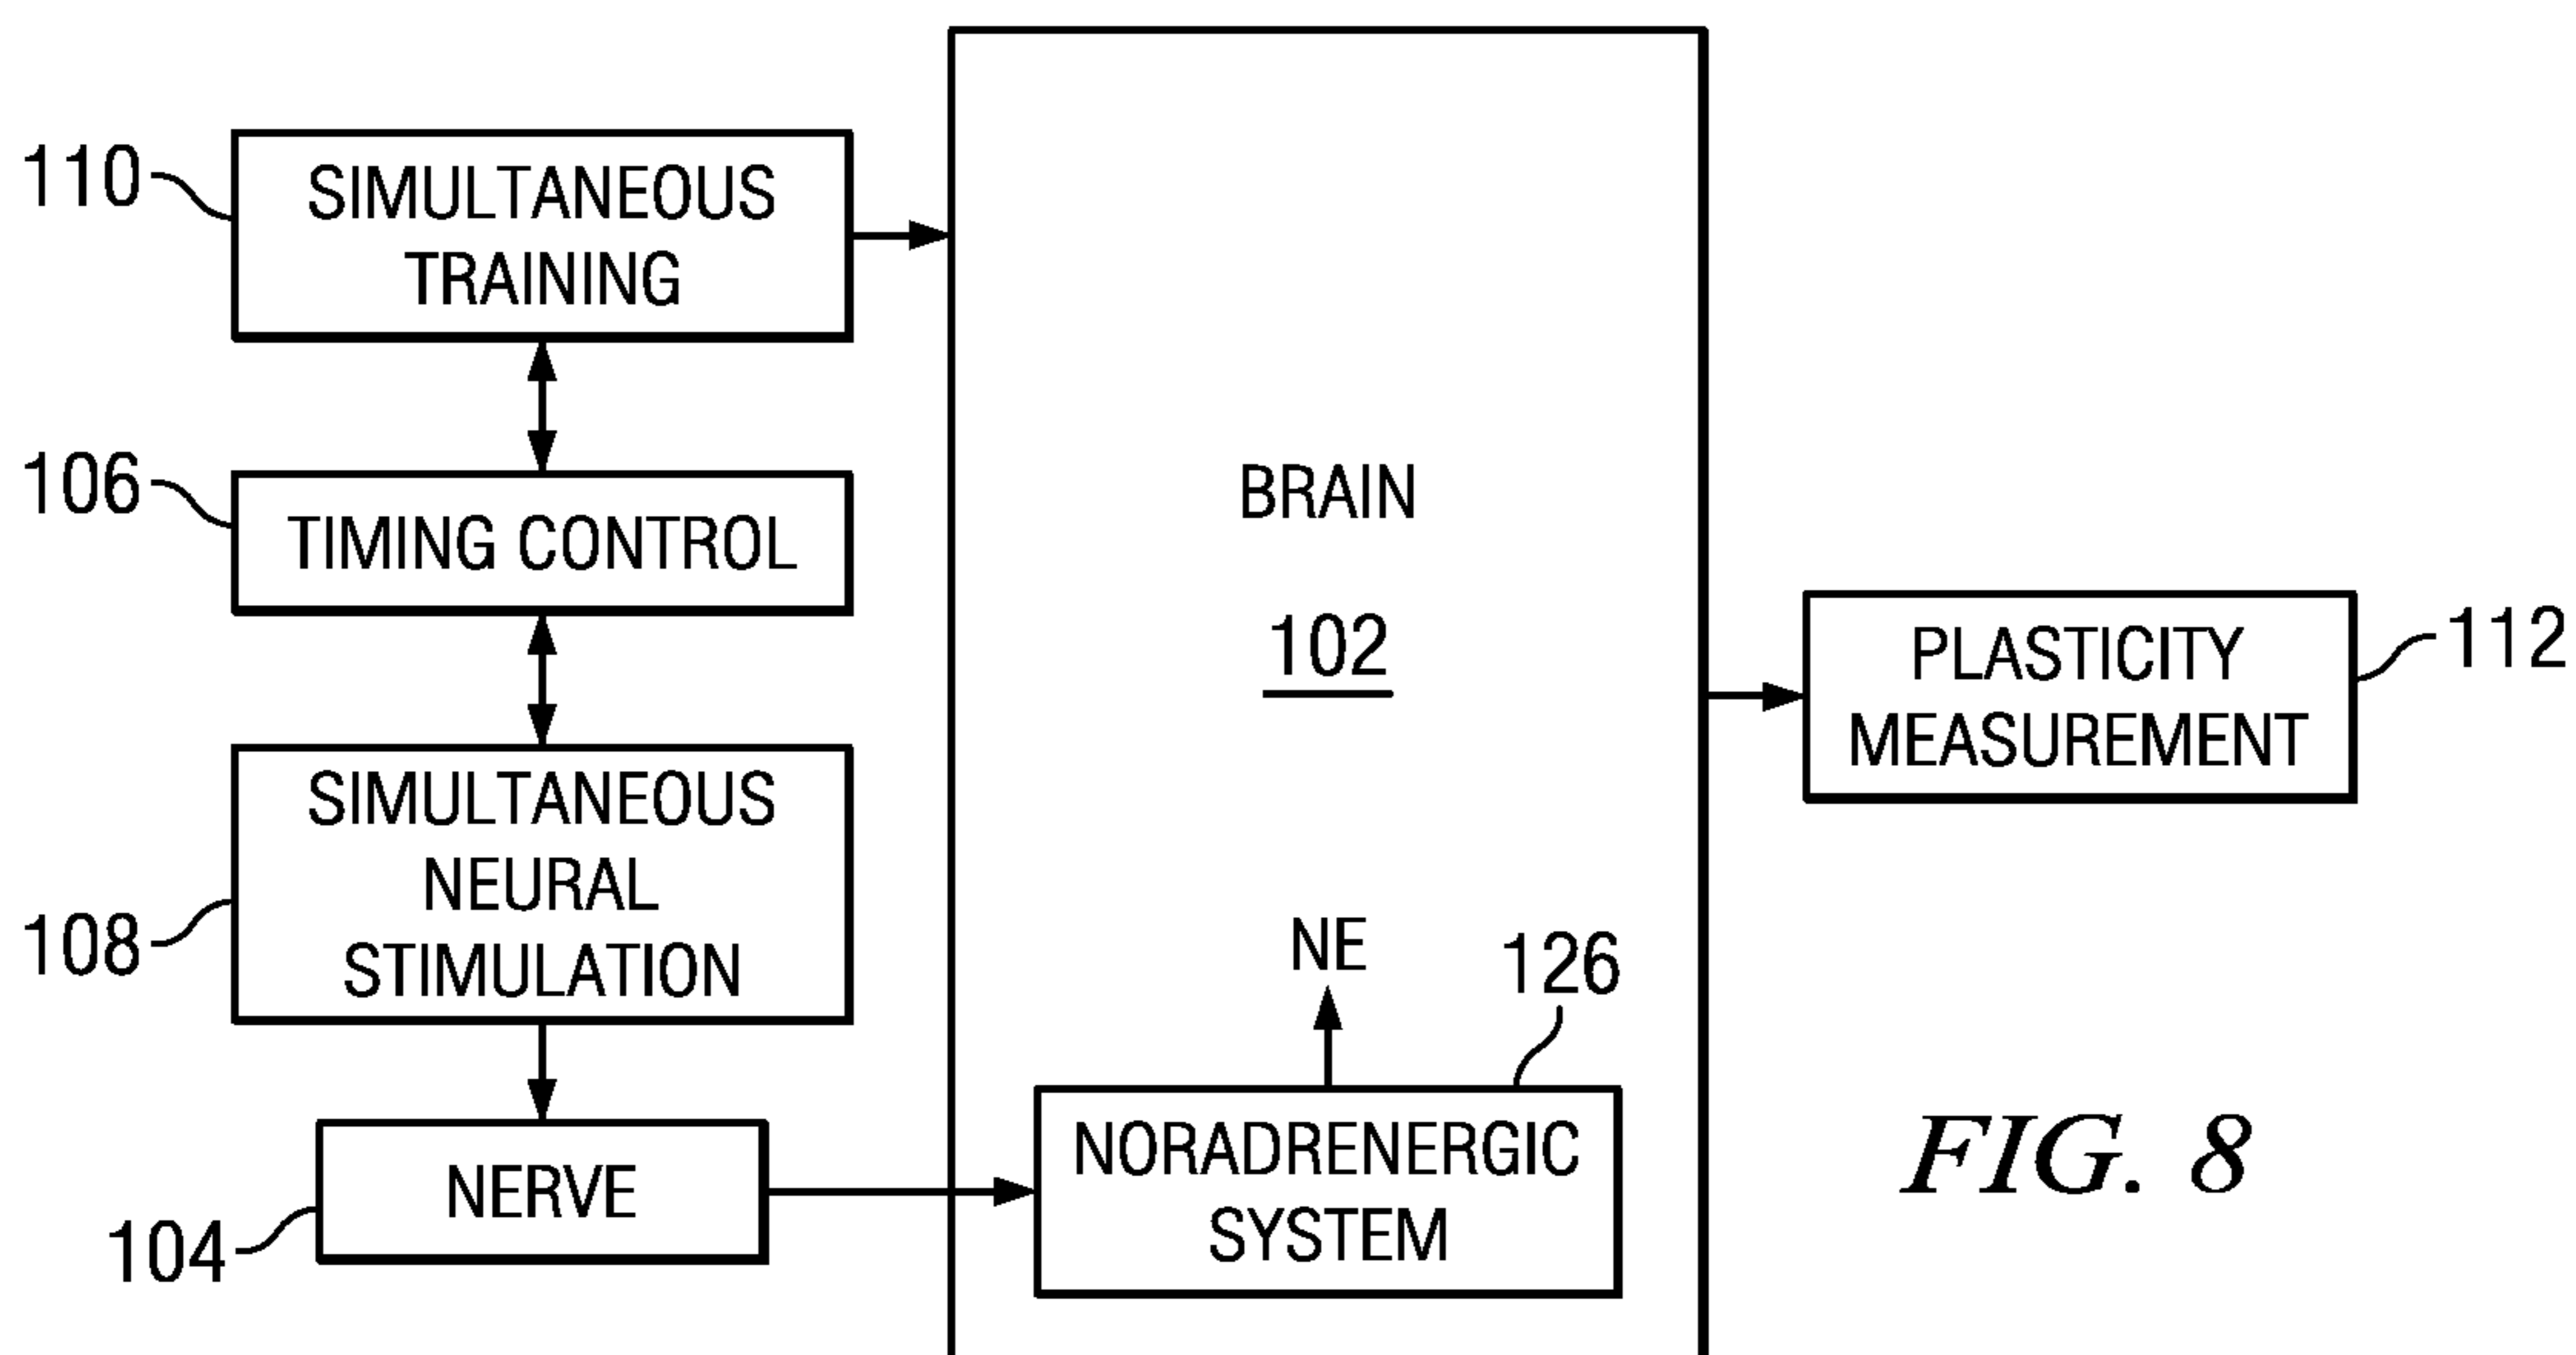 110
SIMULTANEOUS
TRAINING
106
TIMING CONTROL
108
SIMULTANEOUS
NEURAL
STIMULATION
104
NERVE
BRAIN
102
NE
126
NORADRENERGIC
SYSTEM
PLASTICITY
MEASUREMENT
112
FIG. 8